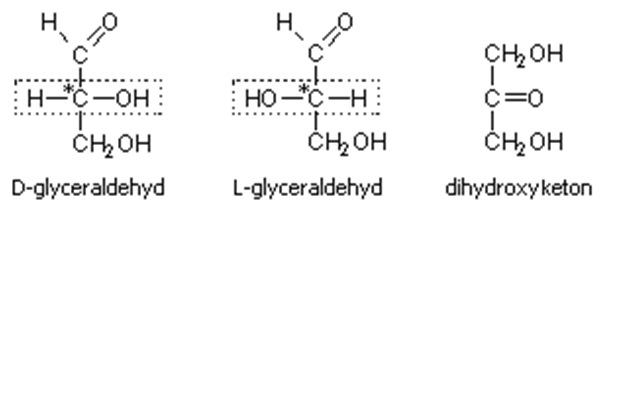 H O H O
C C CH2OH
H *C OH HO *C H C=O
CH2OH CH2OH CH2OH
D-glyceraldehyd L-glyceraldehyd dihydroxyketon